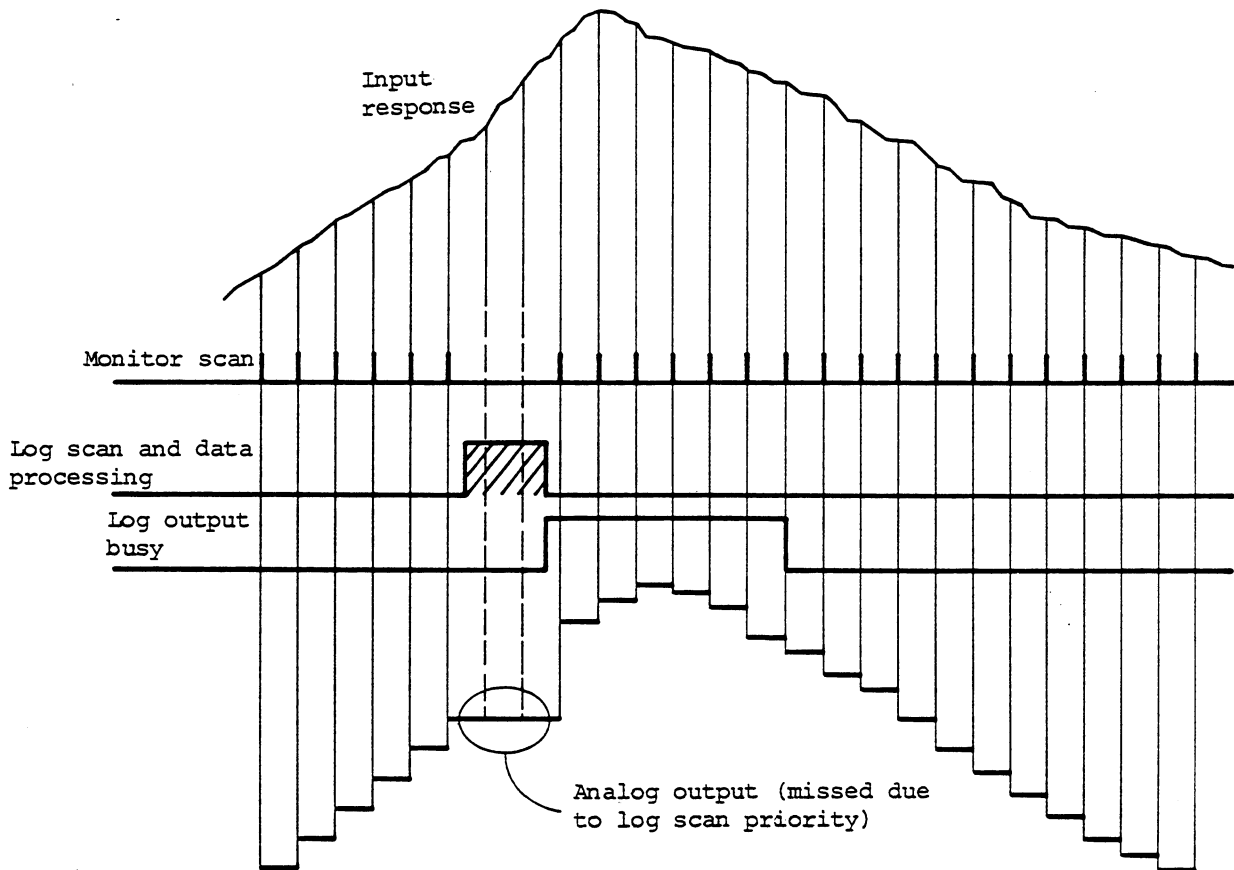 Input
response
Monitor scan
Log scan and data
processing
Log output
busy
Analog output (missed due
to log scan priority)